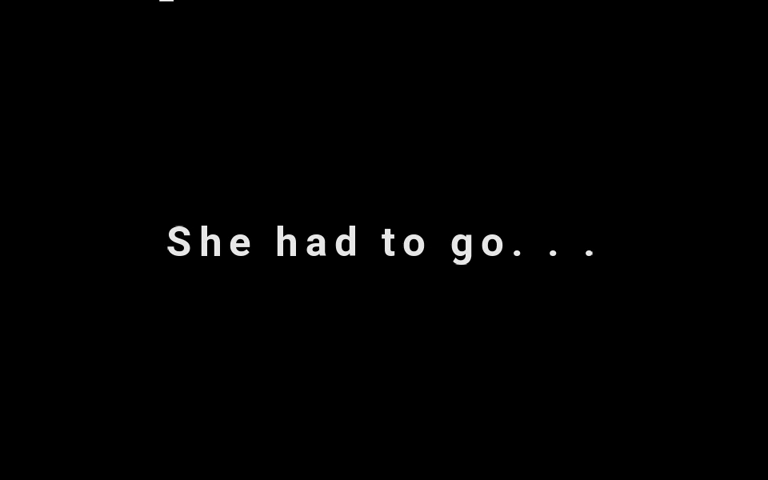 She had to go. . .